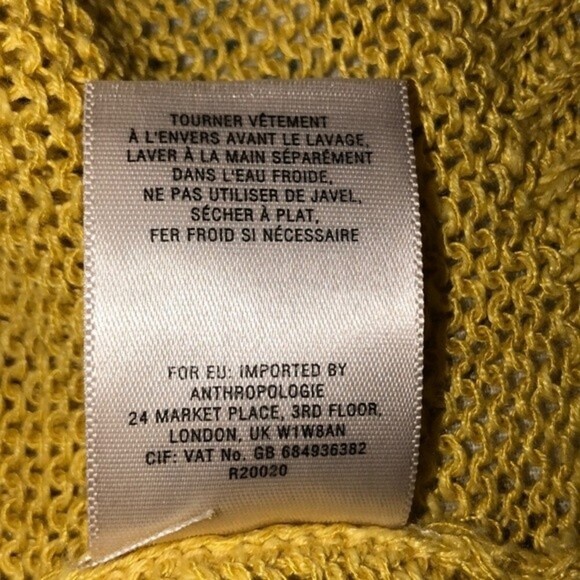 TOURNER VÊTEMENT
À L'ENVERS AVANT LE LAVAGE,
LAVER À LA MAIN SÉPARÉMENT
DANS L'EAU FROIDE,
NE PAS UTILISER DE JAVEL,
SÉCHER À PLAT,
FER FROID SI NÉCESSAIRE
FOR EU: IMPORTED BY
ANTHROPOLOGIE
24 MARKET PLACE, 3RD FLOOR,
LONDON, UK W1W8AN
CIF: VAT No. GB 684936382
R20020